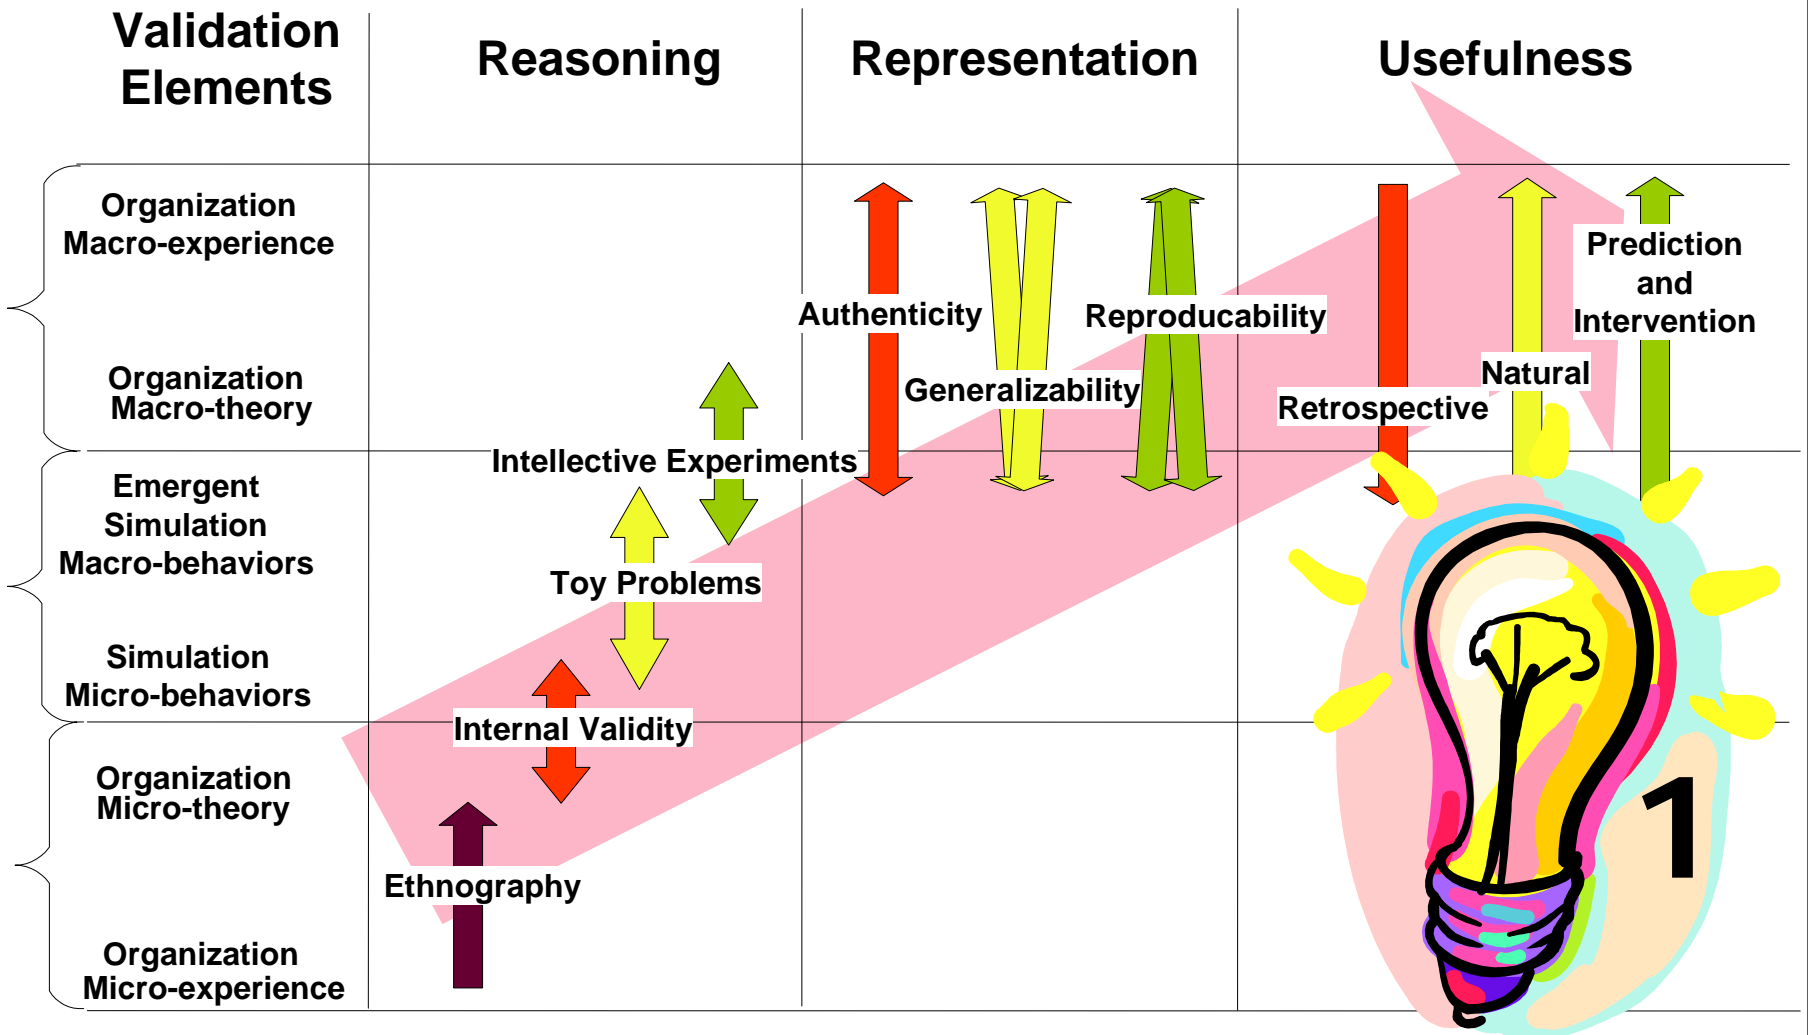 Validation
Elements
Reasoning
Representation
Usefulness
Organization
Macro-experience
Organization
Macro-theory
Emergent
Simulation
Macro-behaviors
Simulation
Micro-behaviors
Organization
Micro-theory
Organization
Micro-experience
Ethnography
Internal Validity
Toy Problems
Intellective Experiments
Authenticity
Generalizability
Reproducability
Retrospective
Natural
Prediction
and
Intervention
1